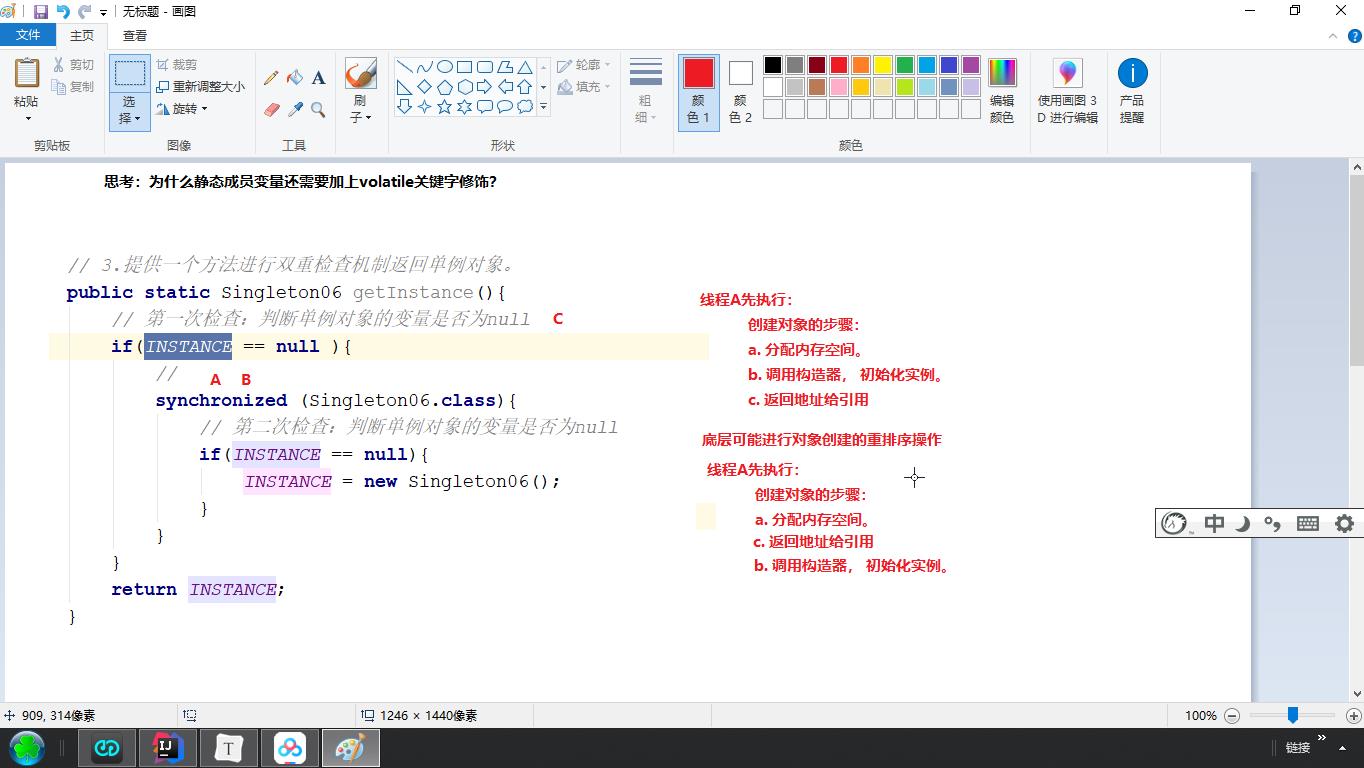 无标题 - 画图
文件 主页 查看
粘贴
剪切
复制
剪贴板
选择
裁剪
重新调整大小
旋转
图像
A
工具
刷子
形状
轮廓
填充
粗细
颜色 1
颜色 2
颜色
编辑颜色
使用画图 3D 进行编辑
产品提醒
思考：为什么静态成员变量还需要加上volatile关键字修饰？
// 3.提供一个方法进行双重检查机制返回单例对象。
public static Singleton06 getInstance(){
// 第一次检查：判断单例对象的变量是否为null C
if(INSTANCE == null ){
// A B
synchronized (Singleton06.class){
// 第二次检查：判断单例对象的变量是否为null
if(INSTANCE == null){
INSTANCE = new Singleton06();
}
}
}
return INSTANCE;
}
线程A先执行：
创建对象的步骤：
a. 分配内存空间。
b. 调用构造器， 初始化实例。
c. 返回地址给引用
底层可能进行对象创建的重排序操作
线程A先执行：
创建对象的步骤：
a. 分配内存空间。
c. 返回地址给引用
b. 调用构造器， 初始化实例。
中
909, 314像素
1246 × 1440像素
100%
IJ
T
链接